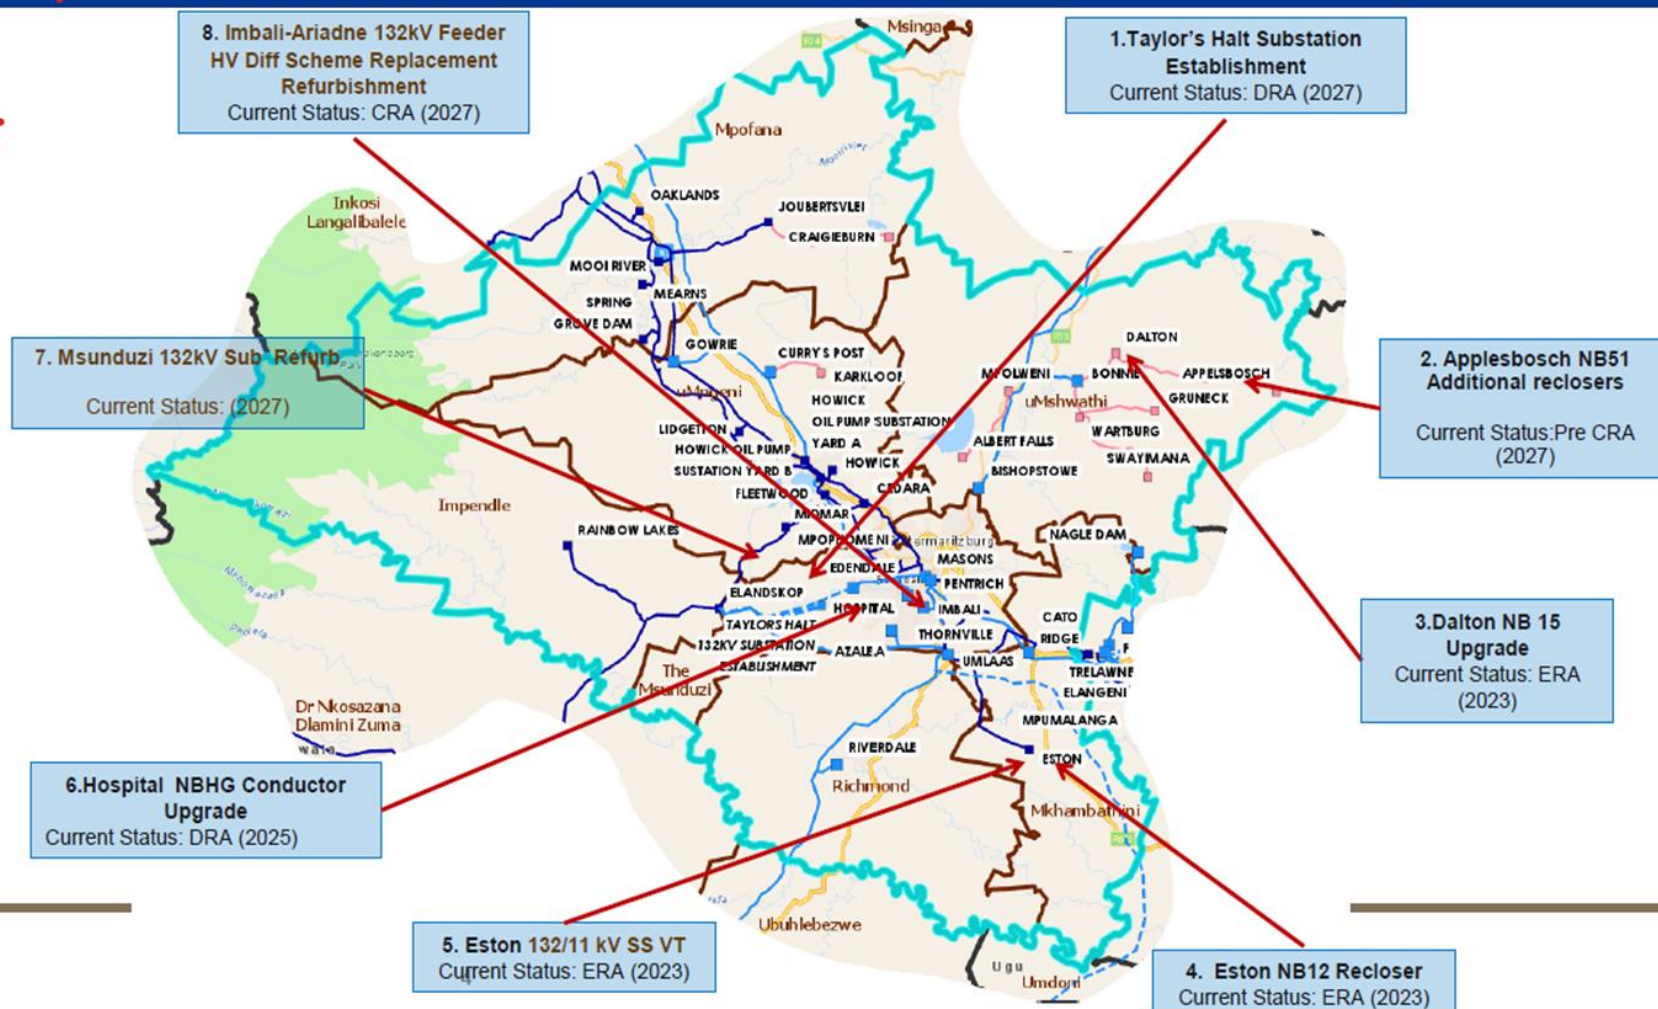 8. Imbali-Ariadne 132kV Feeder
HV Diff Scheme Replacement
Refurbishment
Current Status: CRA (2027)
1.Taylor's Halt Substation
Establishment
Current Status: DRA (2027)
7. Msunduzi 132kV Sub Refurb
Current Status: (2027)
2. Applesbosch NB51
Additional reclosers
Current Status:Pre CRA
(2027)
3.Dalton NB 15
Upgrade
Current Status: ERA
(2023)
6.Hospital NBHG Conductor
Upgrade
Current Status: DRA (2025)
5. Eston 132/11 kV SS VT
Current Status: ERA (2023)
4. Eston NB12 Recloser
Current Status: ERA (2023)
Msinga
Mpofana
Inkosi
Langalibalele
OAKLANDS
JOUBERTSVLEI
CRAIGIEBURN
MOOI RIVER
SPRING
MEARNS
GROVE DAM
GOWRIE
CURRY'S POST
KARKLOOF
uMngeni
HOWICK
OIL PUMP SUBSTATION
YARD A
LIDGETTON
HOWICK OIL PUMP
SUSTATION YARD B
HOWICK
FLEETWOOD
CEDARA
MIDMAR
MPOPHOMENI
DALTON
MPOLWENI
BONNIE
APPELSBOSCH
uMshwathi
GRUNECK
WARTBURG
ALBERT FALLS
SWAYIMANA
BISHOPSTOWE
Impendle
RAINBOW LAKES
NAGLE DAM
MASONS
EDENDALE
PENTRICH
ELANDSKOP
HOSPITAL
IMBALI
TAYLORS HALT
132KV SUBSTATION
ESTABLISHMENT
AZALEA
THORNVILLE
CATO
RIDGE
UMLAAS
TRELAWNE
ELANGENI
The
Msunduzi
Dr Nkosazana
Dlamini Zuma
MPUMALANGA
RIVERDALE
ESTON
Richmond
Mkhambathini
Ubuhlebezwe
Ugu
Umdoni